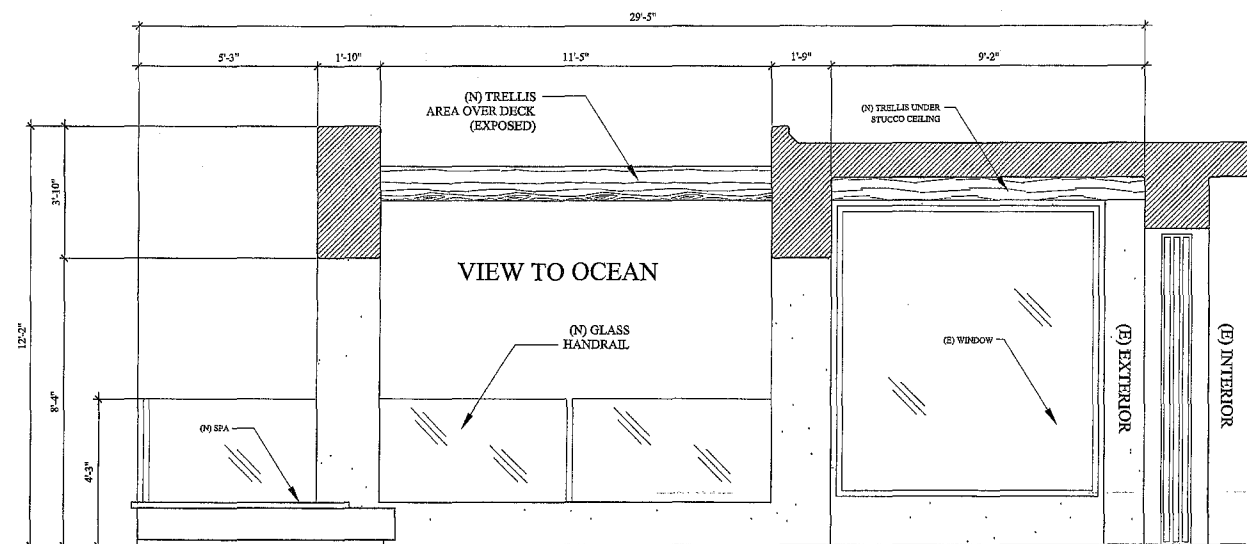 29'-5"
5'-3"
1'-10"
11'-5"
1'-9"
9'-2"
(N) TRELLIS
AREA OVER DECK
(EXPOSED)
(N) TRELLIS UNDER
STUCCO CEILING
3'-10"
12'-2"
8'-4"
4'-3"
VIEW TO OCEAN
(N) GLASS
HANDRAIL
(E) WINDOW
(N) SPA
(E) EXTERIOR
(E) INTERIOR